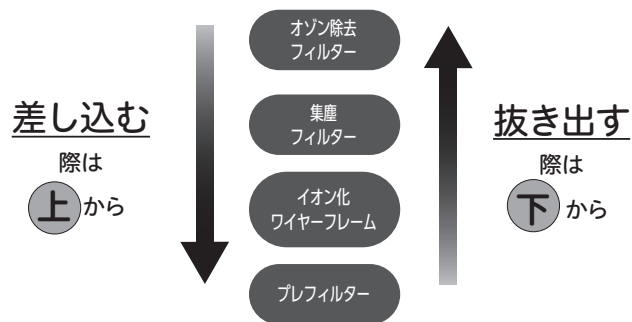 差し込む
際は
上から
オゾン除去
フィルター
集塵
フィルター
イオン化
ワイヤーフレーム
プレフィルター
抜き出す
際は
下から